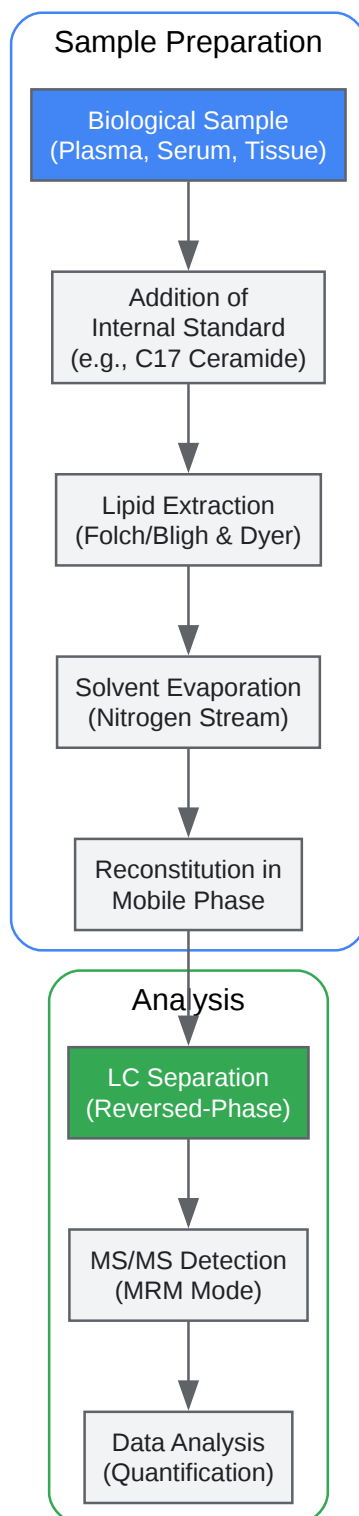 Sample Preparation
Biological Sample
(Plasma, Serum, Tissue)
Addition of
Internal Standard
(e.g., C17 Ceramide)
Lipid Extraction
(Folch/Bligh & Dyer)
Solvent Evaporation
(Nitrogen Stream)
Reconstitution in
Mobile Phase
Analysis
LC Separation
(Reversed-Phase)
MS/MS Detection
(MRM Mode)
Data Analysis
(Quantification)